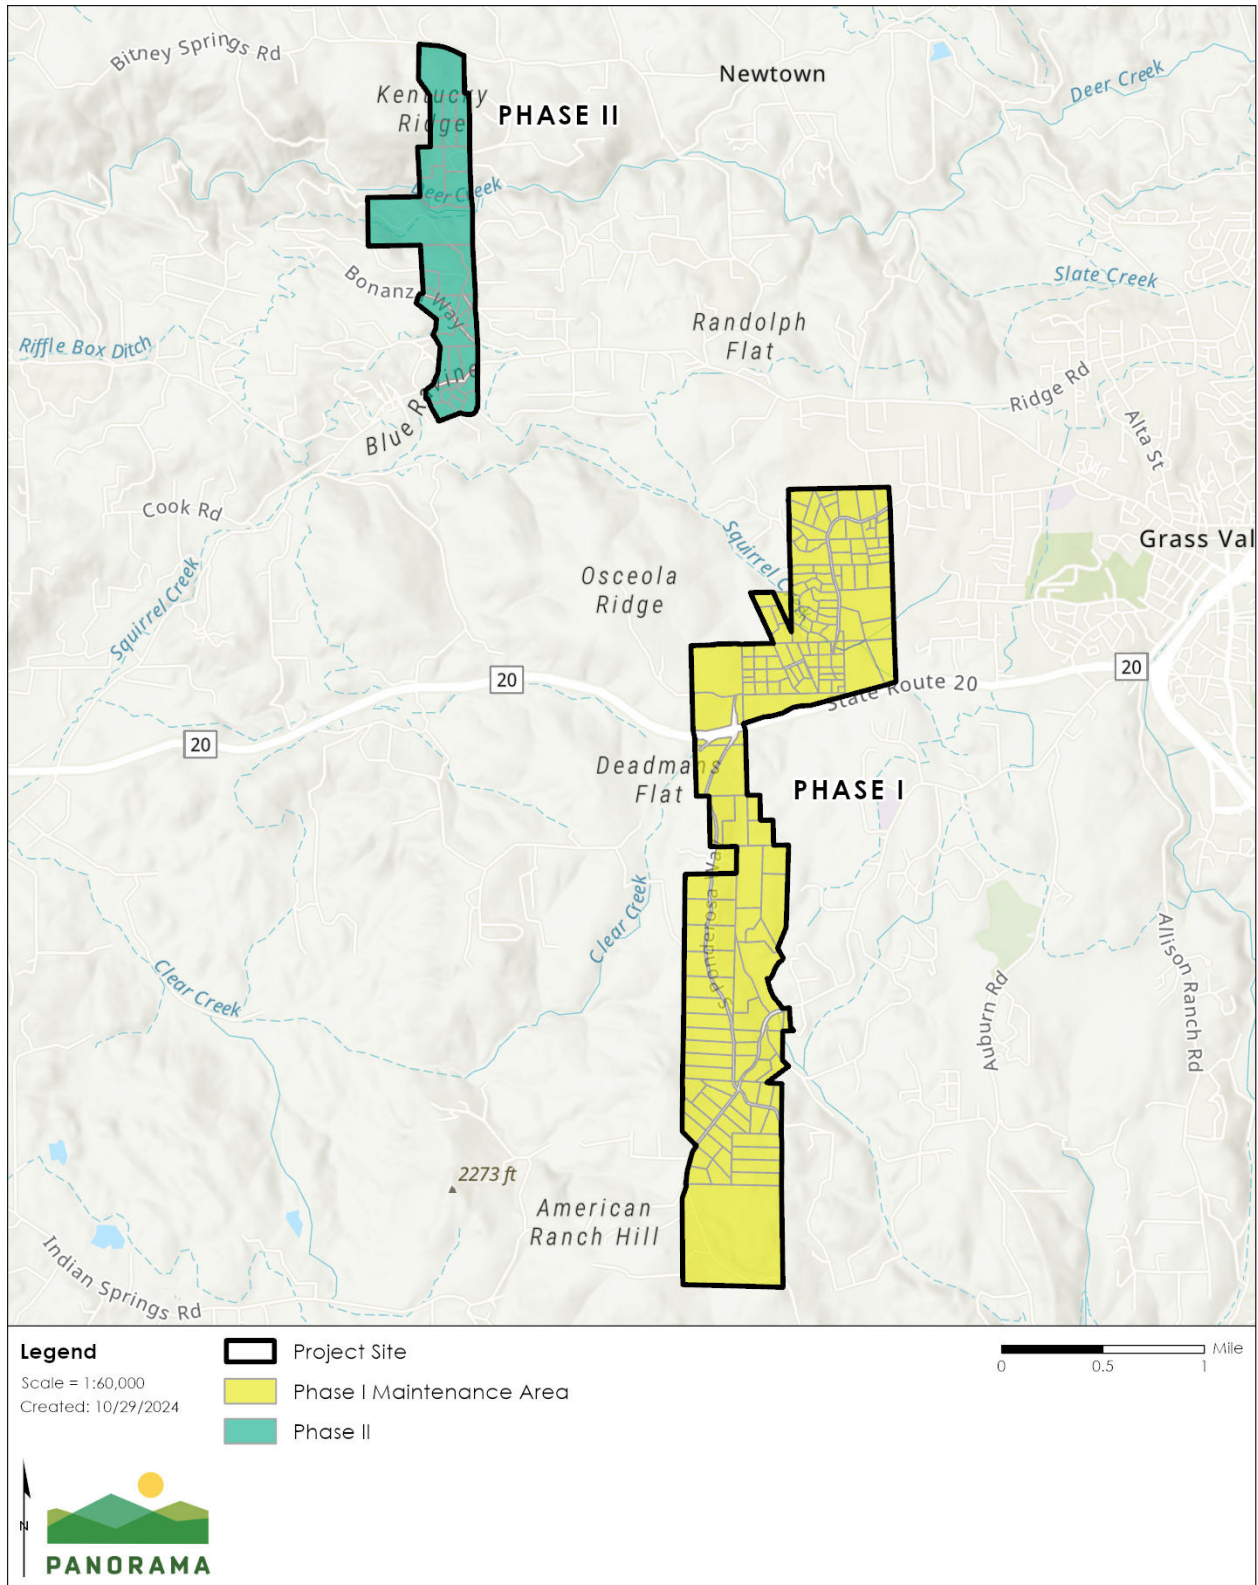 Bitney Springs Rd
Newtown
Deer Creek
Kentucky
Ridge
PHASE II
Deer Creek
Slate Creek
Bonanza Way
Randolph
Flat
Riffle Box Ditch
Ridge Rd
Blue Ravine
Alta St
Cook Rd
Squirrel Creek
Grass Val
Osceola
Ridge
Squirrel Creek
20
20
State Route 20
20
Deadmans
Flat
PHASE I
S Ponderosa Way
Clear Creek
Clear Creek
Allison Ranch Rd
Auburn Rd
2273 ft
American
Ranch Hill
Indian Springs Rd
Legend
Scale = 1:60,000
Created: 10/29/2024
Project Site
Phase I Maintenance Area
Phase II
0 0.5 1 Mile
N
PANORAMA